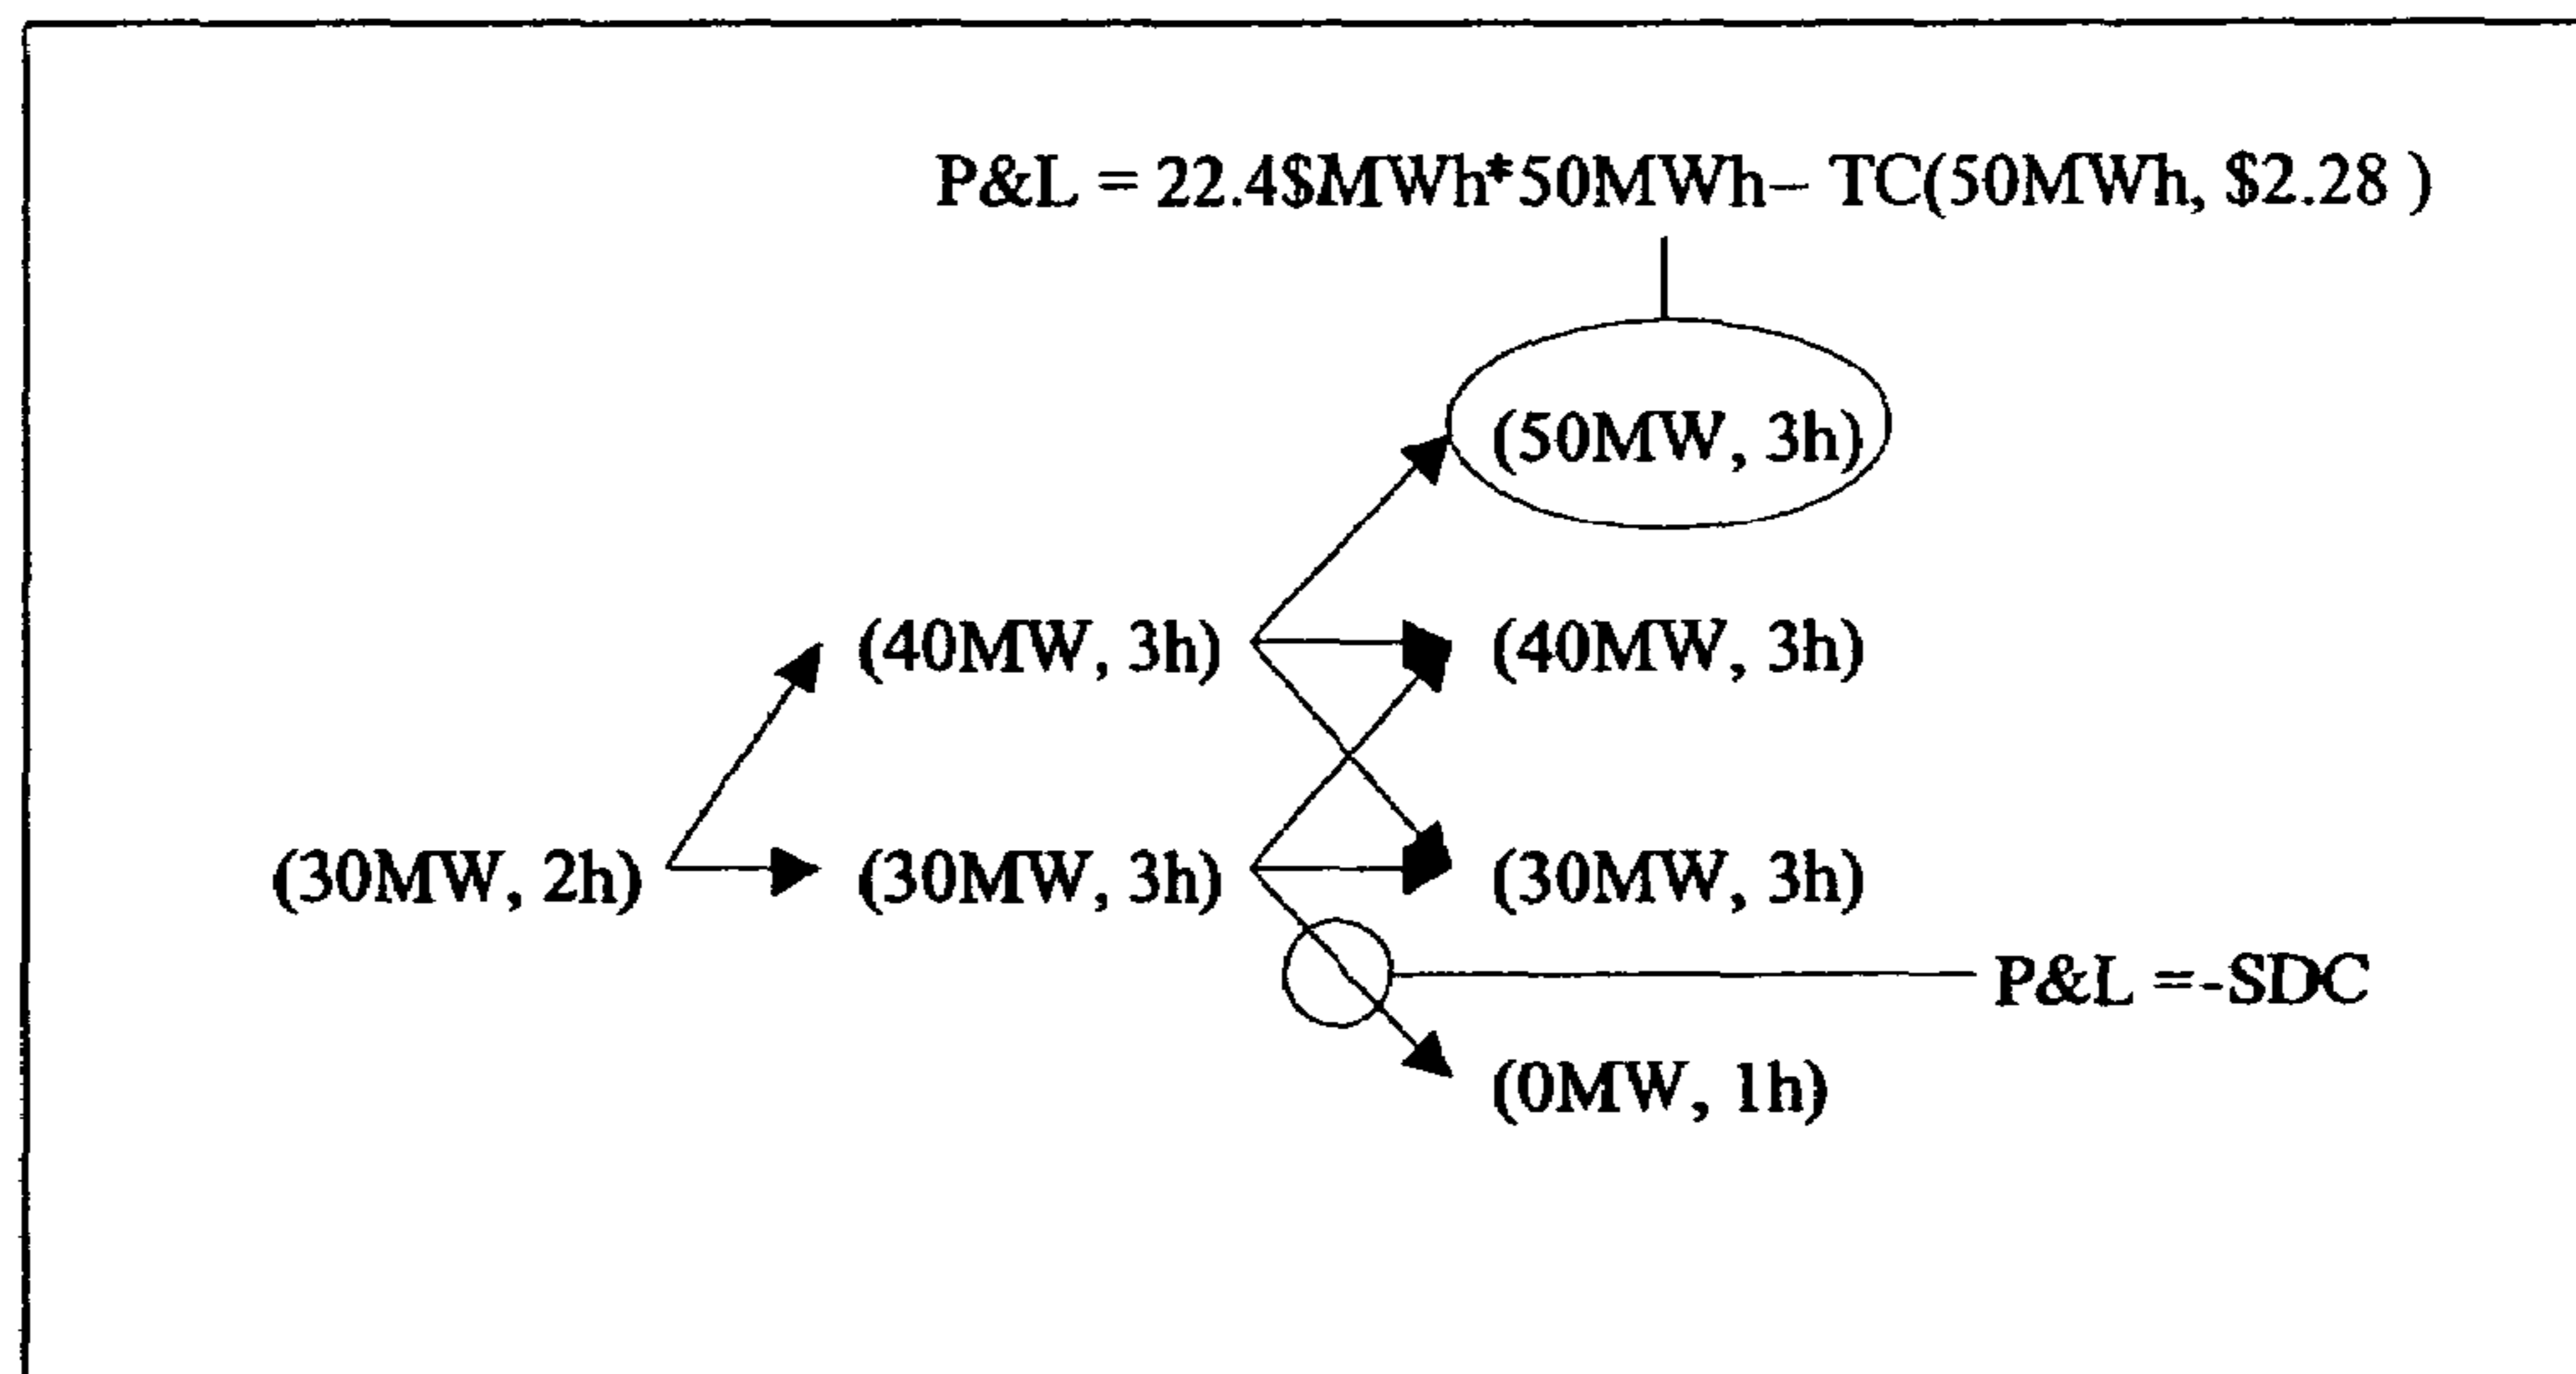 P&L = 22.4$MWh*50MWh– TC(50MWh, $2.28 )
(50MW, 3h)
(40MW, 3h) (40MW, 3h)
(30MW, 2h) (30MW, 3h) (30MW, 3h)
P&L =-SDC
(0MW, 1h)